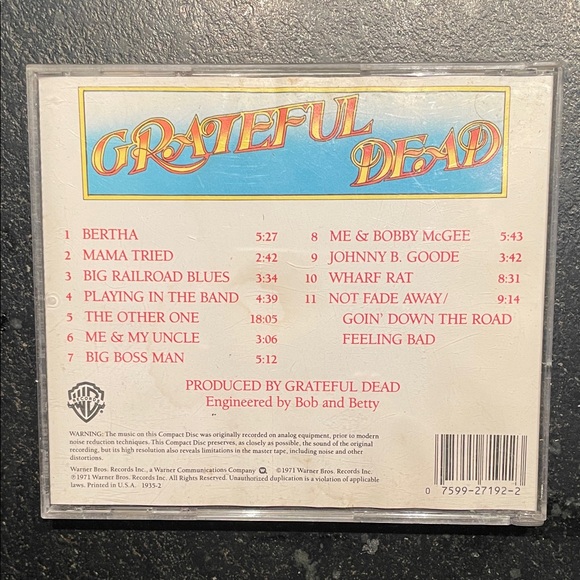 GRATEFUL DEAD
1 BERTHA 5:27
2 MAMA TRIED 2:42
3 BIG RAILROAD BLUES 3:34
4 PLAYING IN THE BAND 4:39
5 THE OTHER ONE 18:05
6 ME & MY UNCLE 3:06
7 BIG BOSS MAN 5:12
8 ME & BOBBY McGEE 5:43
9 JOHNNY B. GOODE 3:42
10 WHARF RAT 8:31
11 NOT FADE AWAY/ 9:14
GOIN' DOWN THE ROAD
FEELING BAD
PRODUCED BY GRATEFUL DEAD
Engineered by Bob and Betty
WARNING: The music on this Compact Disc was originally recorded on analog equipment, prior to modern
noise reduction techniques. This Compact Disc preserves, as closely as possible, the sound of the original
recording, but its high resolution also reveals limitations in the master tape, including noise and other
distortions.
Warner Bros. Records Inc., a Warner Communications Company ©1971 Warner Bros. Records Inc.
℗1971 Warner Bros. Records Inc. All Rights Reserved. Unauthorized duplication is a violation of applicable
laws. Printed in U.S.A. 1935-2
0 7599-27192-2